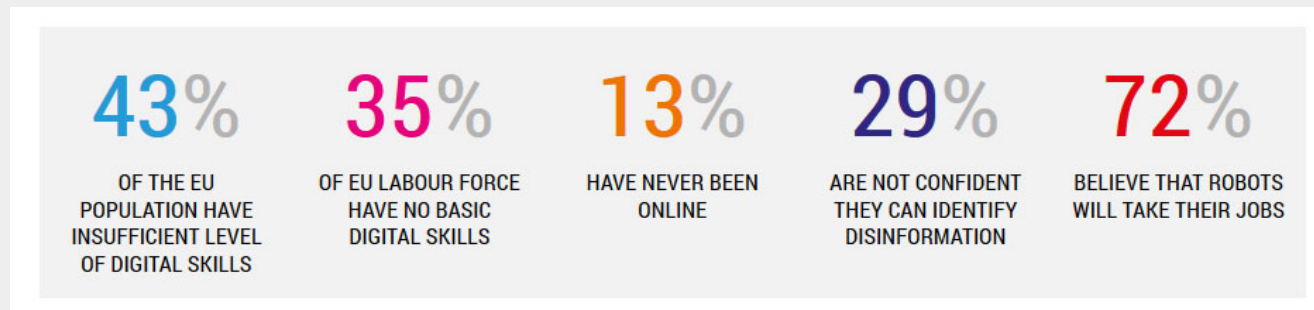 43%
OF THE EU
POPULATION HAVE
INSUFFICIENT LEVEL
OF DIGITAL SKILLS
35%
OF EU LABOUR FORCE
HAVE NO BASIC
DIGITAL SKILLS
13%
HAVE NEVER BEEN
ONLINE
29%
ARE NOT CONFIDENT
THEY CAN IDENTIFY
DISINFORMATION
72%
BELIEVE THAT ROBOTS
WILL TAKE THEIR JOBS